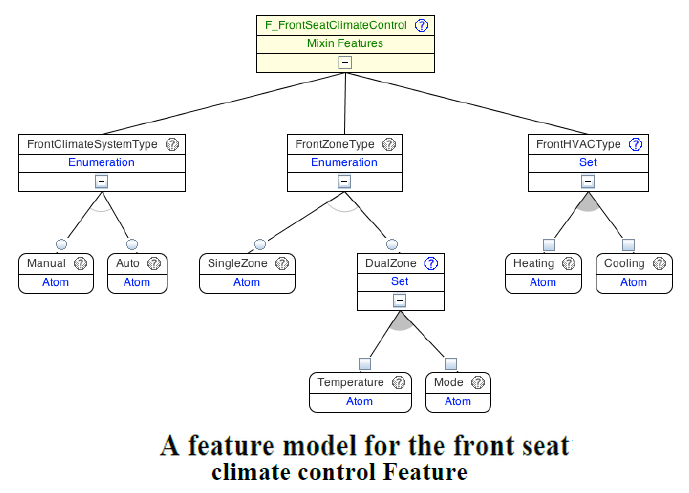 F_FrontSeatClimateControl ?
Mixin Features
FrontClimateSystemType ?
Enumeration
FrontZoneType ?
Enumeration
FrontHVACType ?
Set
Manual ?
Atom
Auto ?
Atom
SingleZone ?
Atom
DualZone ?
Set
Heating ?
Atom
Cooling ?
Atom
Temperature ?
Atom
Mode ?
Atom
A feature model for the front seat
climate control Feature